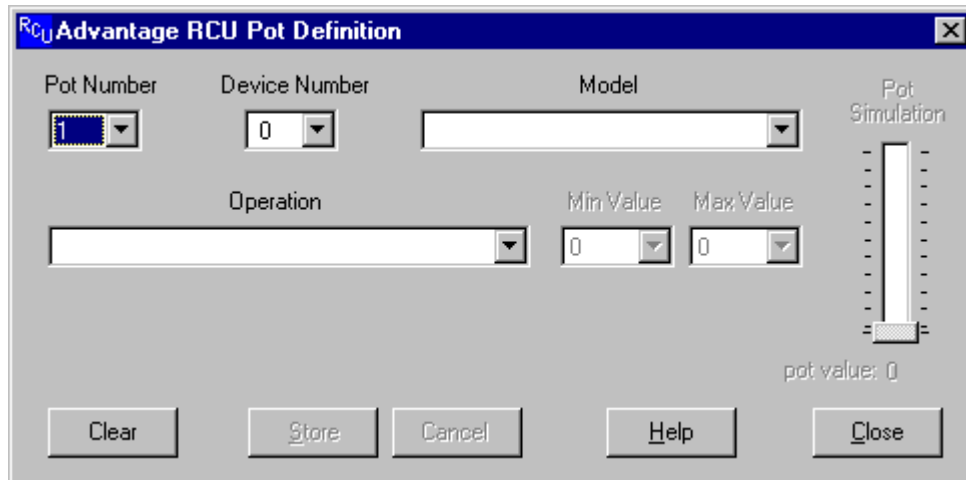 RCU Advantage RCU Pot Definition
Pot Number Device Number Model Pot Simulation
1 0
Operation Min Value Max Value
0 0
pot value: 0
Clear Store Cancel Help Close